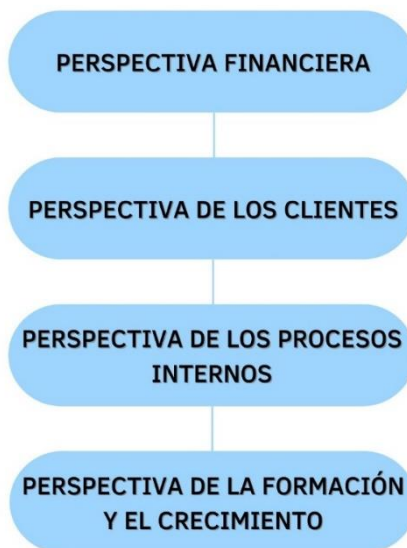 PERSPECTIVA FINANCIERA
PERSPECTIVA DE LOS CLIENTES
PERSPECTIVA DE LOS PROCESOS
INTERNOS
PERSPECTIVA DE LA FORMACIÓN
Y EL CRECIMIENTO